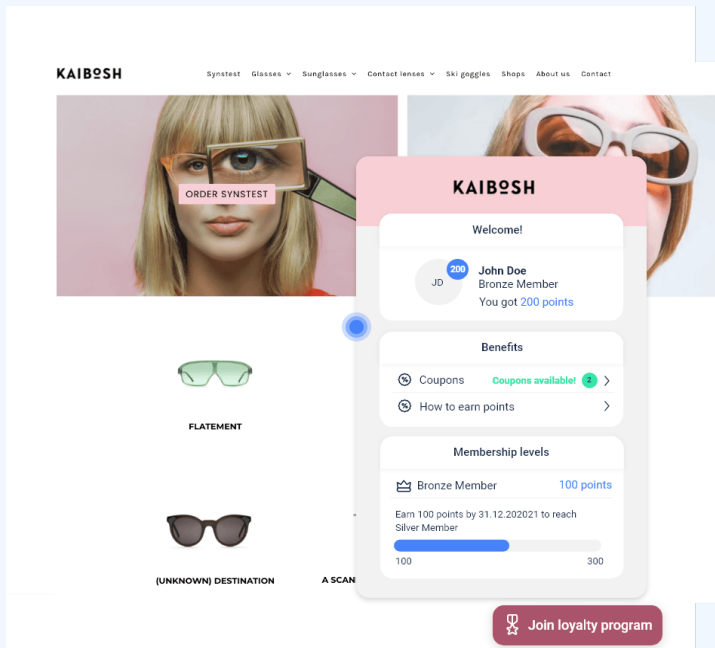 KAIBOSH
Synstest Glasses Sunglasses Contact lenses Ski goggles Shops About us Contact
ORDER SYNSTEST
KAIBOSH
Welcome!
JD
200
John Doe
Bronze Member
You got 200 points
Benefits
Coupons Coupons available! 2
How to earn points
Membership levels
Bronze Member 100 points
Earn 100 points by 31.12.202021 to reach
Silver Member
100 300
FLATEMENT
(UNKNOWN) DESTINATION
A SCAN
Join loyalty program